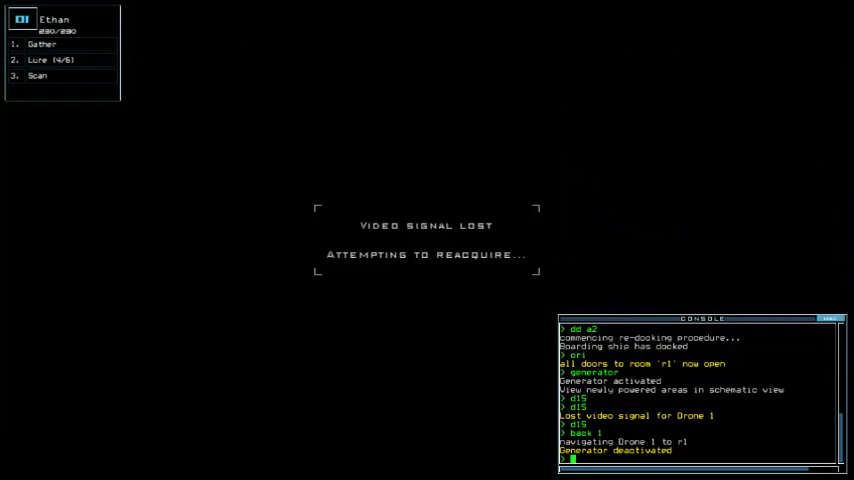 01 Ethan
230/230
1. Gather
2. Lure (4/6)
3. Scan
VIDEO SIGNAL LOST
ATTEMPTING TO REACQUIRE...
CONSOLE
> dd a2
commencing re-docking procedure...
Boarding ship has docked
> ori
all doors to room 'r1' now open
> generator
Generator activated
View newly powered areas in schematic view
> d15
> d15
Lost video signal for Drone 1
> d15
> back 1
navigating Drone 1 to r1
Generator deactivated
>